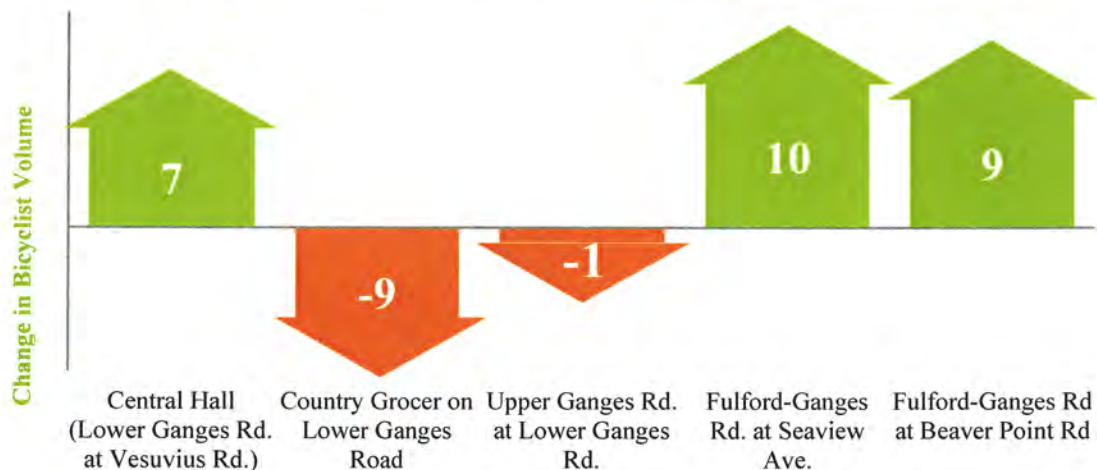 Change in Bicyclist Volume
7
-9
-1
10
9
Central Hall
(Lower Ganges Rd.
at Vesuvius Rd.)
Country Grocer on
Lower Ganges
Road
Upper Ganges Rd.
at Lower Ganges
Rd.
Fulford-Ganges
Rd. at Seaview
Ave.
Fulford-Ganges Rd
at Beaver Point Rd